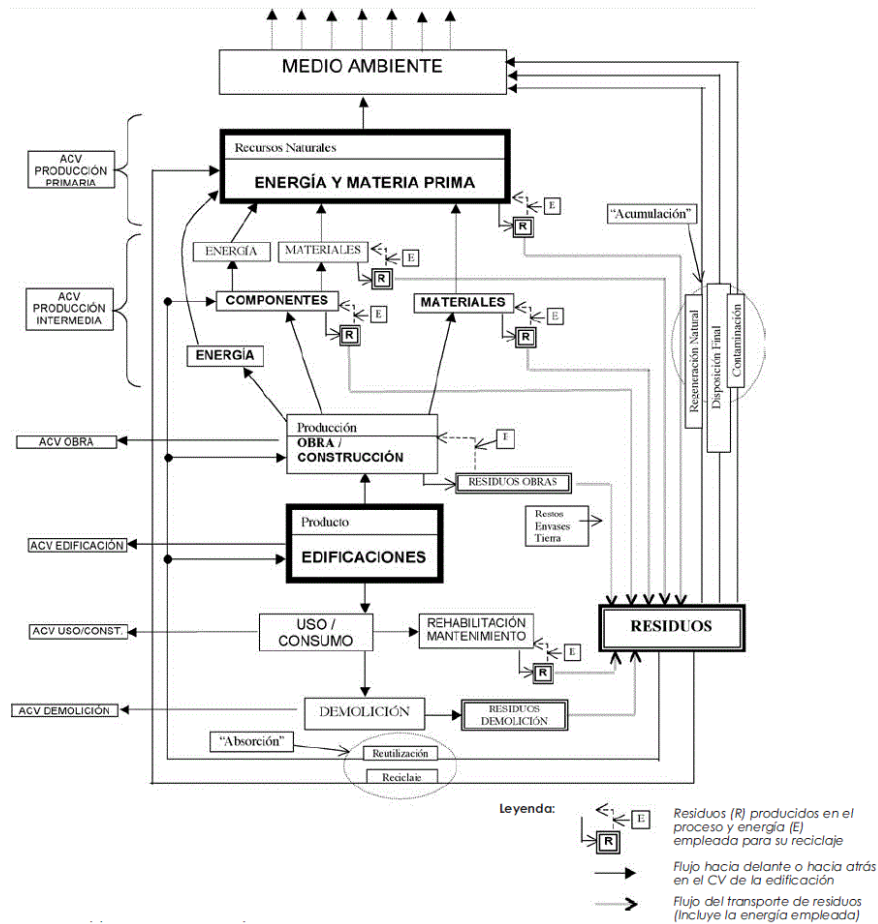 MEDIO AMBIENTE
ACV
PRODUCCIÓN
PRIMARIA
Recursos Naturales
ENERGÍA Y MATERIA PRIMA
E
R
"Acumulación"
ENERGÍA
MATERIALES
E
R
ACV
PRODUCCIÓN
INTERMEDIA
COMPONENTES
E
R
MATERIALES
E
R
Regeneración Natural
Disposición Final
Contaminación
ENERGÍA
Producción
OBRA /
CONSTRUCCIÓN
E
ACV OBRA
RESIDUOS OBRAS
Restos
Envases
Tierra
Producto
EDIFICACIONES
ACV EDIFICACIÓN
USO /
CONSUMO
REHABILITACIÓN
MANTENIMIENTO
E
R
RESIDUOS
ACV USO/CONST.
DEMOLICIÓN
RESIDUOS
DEMOLICIÓN
ACV DEMOLICIÓN
"Absorción"
Reutilización
Reciclaje
Leyenda:
E
R
Residuos (R) producidos en el
proceso y energía (E)
empleada para su reciclaje
Flujo hacia delante o hacia atrás
en el CV de la edificación
Flujo del transporte de residuos
(Incluye la energía empleada)